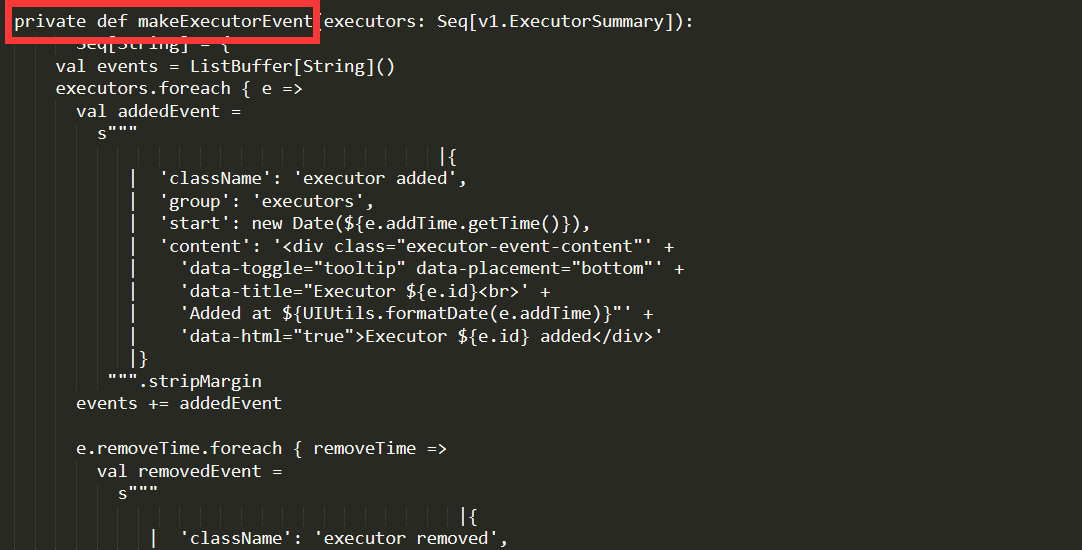 private def makeExecutorEvent(executors: Seq[v1.ExecutorSummary]):
Seq[String] = {
val events = ListBuffer[String]()
executors.foreach { e =>
val addedEvent =
s"""
|{
| 'className': 'executor added',
| 'group': 'executors',
| 'start': new Date(${e.addTime.getTime()}),
| 'content': '<div class="executor-event-content"' +
| 'data-toggle="tooltip" data-placement="bottom"' +
| 'data-title="Executor ${e.id}<br>' +
| 'Added at ${UIUtils.formatDate(e.addTime)}"' +
| 'data-html="true">Executor ${e.id} added</div>'
|}
""".stripMargin
events += addedEvent
e.removeTime.foreach { removeTime =>
val removedEvent =
s"""
|{
| 'className': 'executor removed',